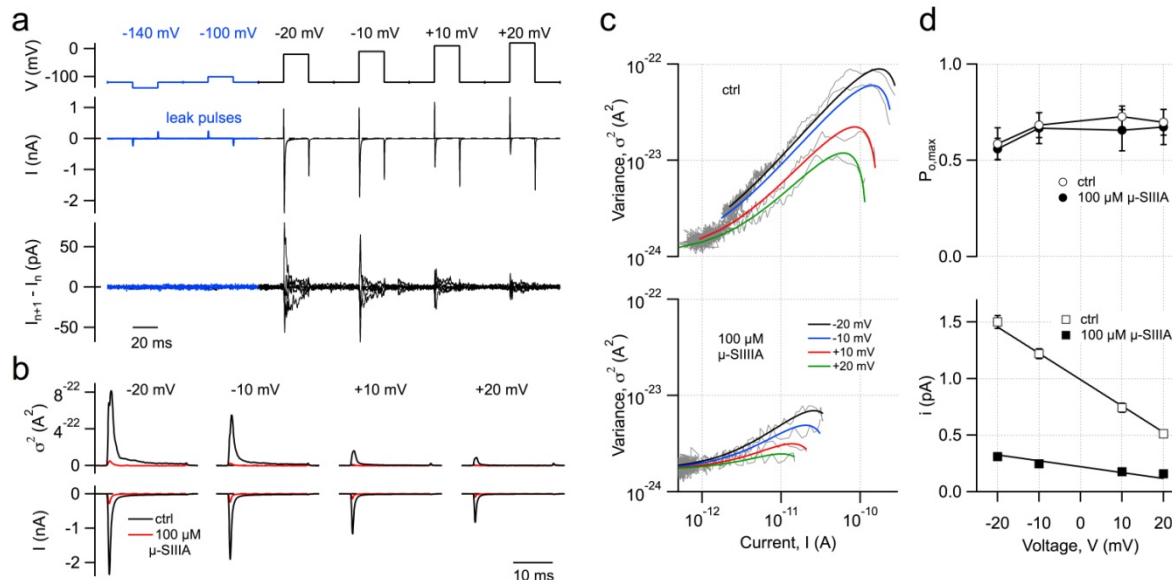 a
-140 mV -100 mV -20 mV -10 mV +10 mV +20 mV
V (mV)
0
-100
leak pulses
I (nA)
1
0
-1
-2
I n+1 - I n (pA)
50
0
-50
20 ms
b
-20 mV -10 mV +10 mV +20 mV
σ² (A²)
8 -22
4 -22
0
I (nA)
0
-1
-2
ctrl
100 µM
µ-SIIIA
10 ms
c
Variance, σ² (A²)
10-22
10-23
10-24
ctrl
Variance, σ² (A²)
10-22
10-23
10-24
100 µM
µ-SIIIIA
-20 mV
-10 mV
+10 mV
+20 mV
10-12 10-11 10-10
Current, I (A)
d
Po,max
1.0
0.5
0.0
ctrl
100 µM µ-SIIIA
i (pA)
1.5
1.0
0.5
0.0
ctrl
100 µM µ-SIIIA
-20 -10 0 10 20
Voltage, V (mV)